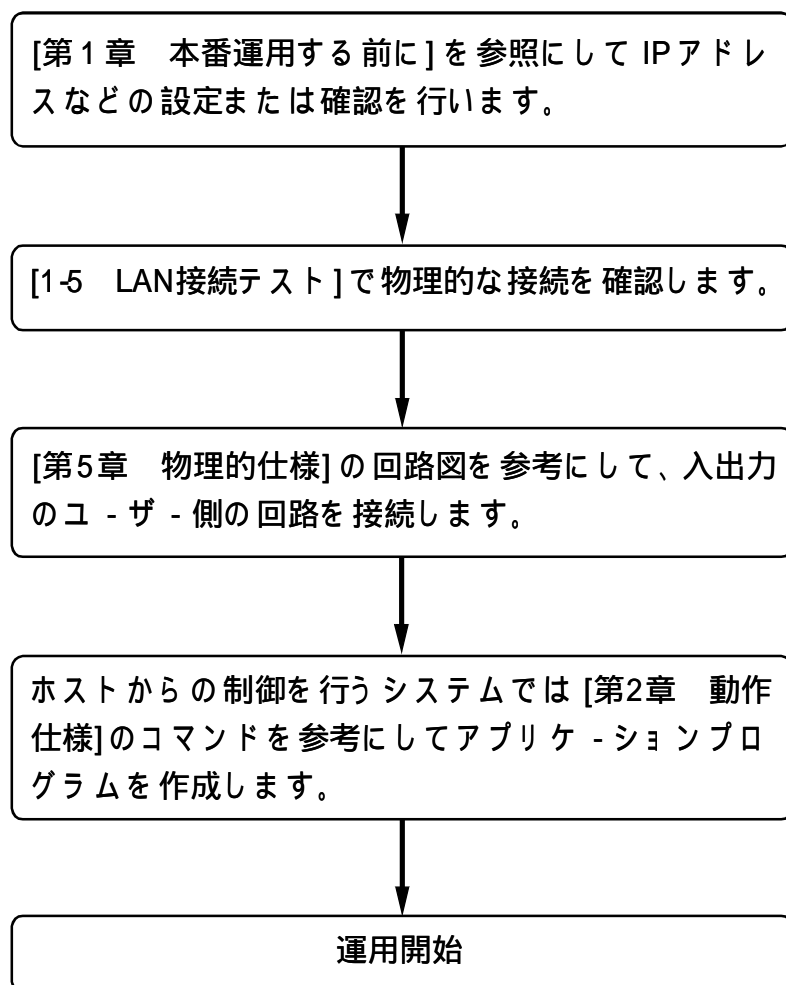 [第1章　本番運用する前に]を参照にして IPアドレ
スなどの設定または確認を行います。
[1-5　LAN接続テスト]で物理的な接続を確認します。
[第5章　物理的仕様]の回路図を参考にして、入出力
のユ-ザ-側の回路を接続します。
ホストからの制御を行うシステムでは [第2章　動作
仕様]のコマンドを参考にしてアプリケ-ションプロ
グラムを作成します。
運用開始